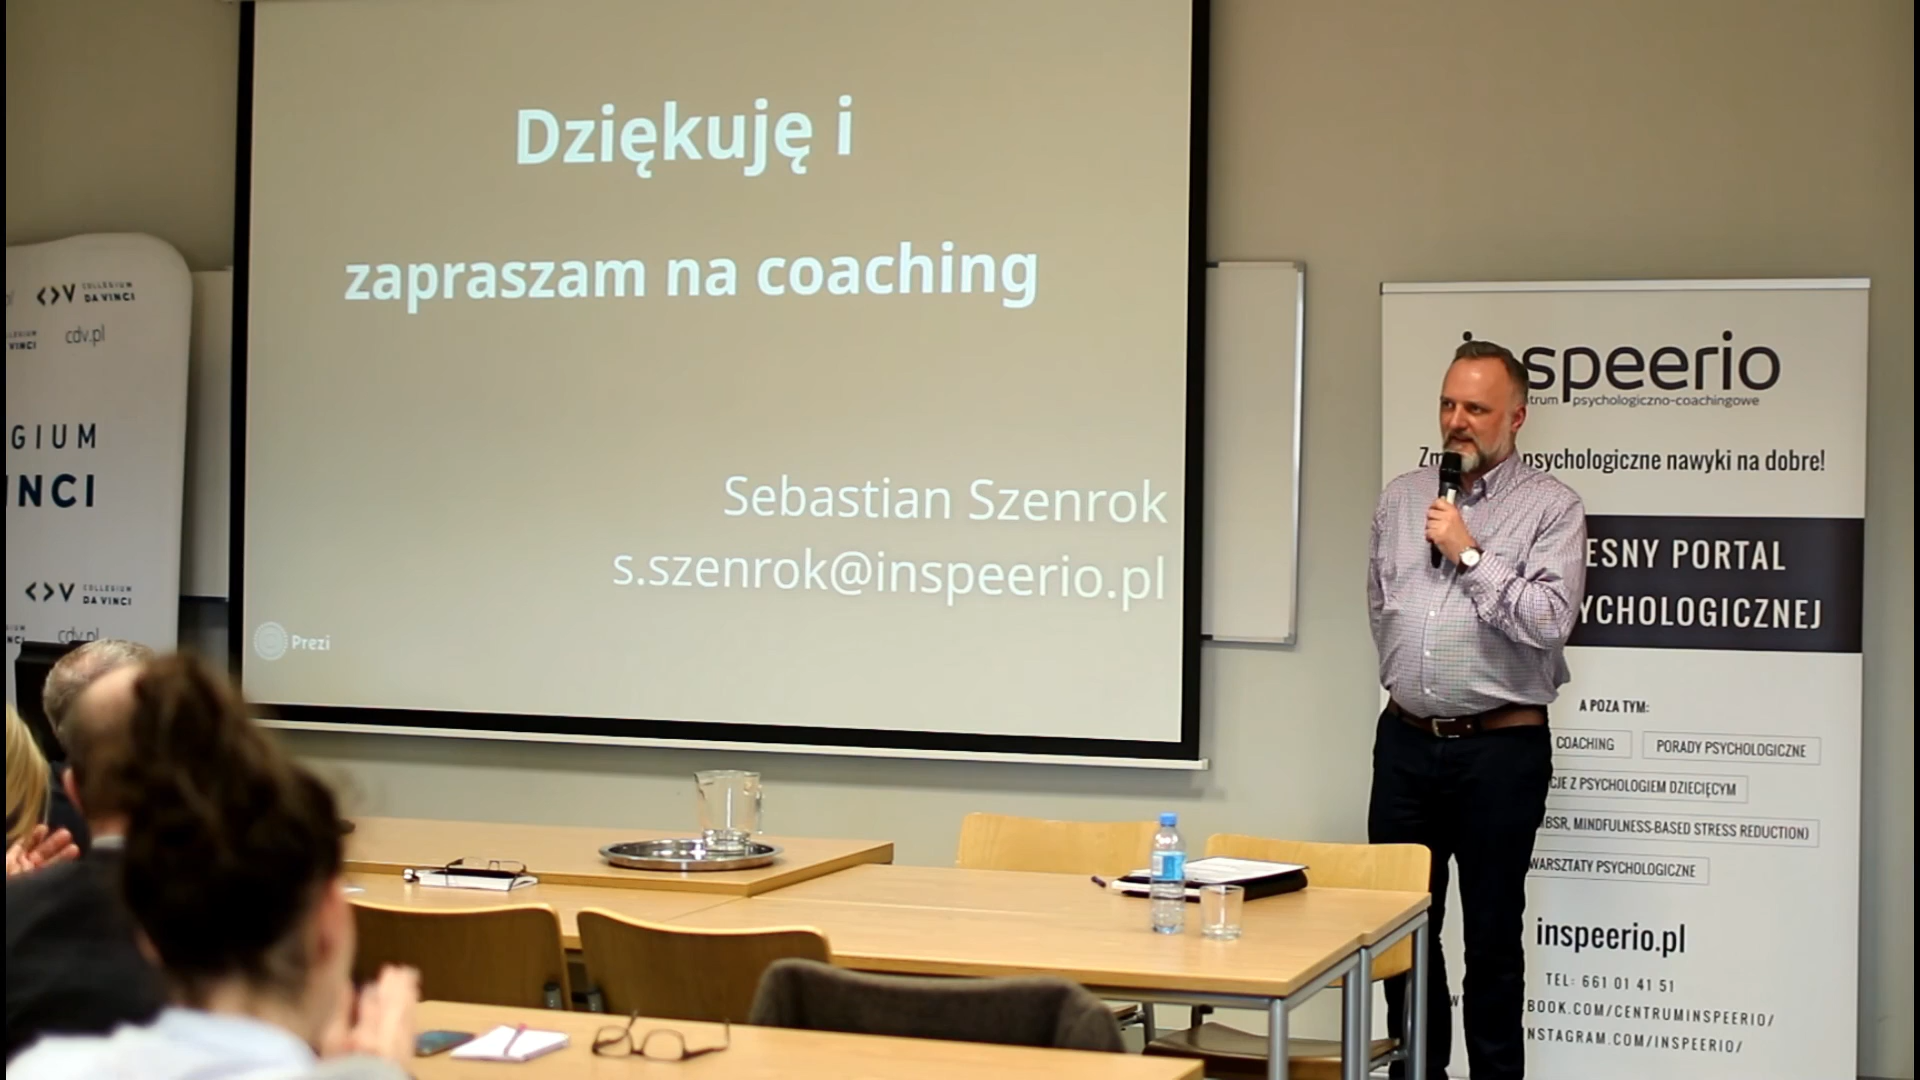 Dziękuję i
zapraszam na coaching
Sebastian Szenrok
s.szenrok@inspeerio.pl
Prezi
COLLEGIUM
DA VINCI
cdv.pl
VINCI
GIUM
INCI
COLLEGIUM
DA VINCI
cdv.pl
inspeerio
psychologiczno-coachingowe
psychologiczne nawyki na dobre!
ESNY PORTAL
YCHOLOGICZNEJ
A POZA TYM:
COACHING
PORADY PSYCHOLOGICZNE
CJE Z PSYCHOLOGIEM DZIECIĘCYM
BSR, MINDFULNESS-BASED STRESS REDUCTION)
WARSZTATY PSYCHOLOGICZNE
inspeerio.pl
TEL: 661 01 41 51
BOOK.COM/CENTRUMINSPEERIO/
NSTAGRAM.COM/INSPEERIO/